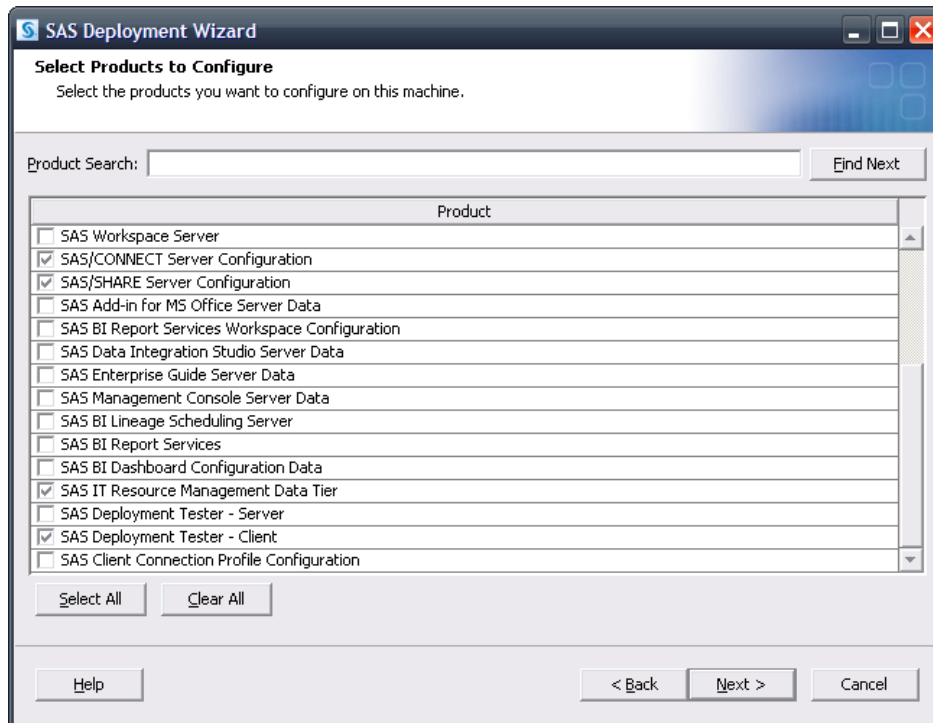 SAS Deployment Wizard
Select Products to Configure
Select the products you want to configure on this machine.
Product Search:
Find Next
Product
SAS Workspace Server
SAS/CONNECT Server Configuration
SAS/SHARE Server Configuration
SAS Add-in for MS Office Server Data
SAS BI Report Services Workspace Configuration
SAS Data Integration Studio Server Data
SAS Enterprise Guide Server Data
SAS Management Console Server Data
SAS BI Lineage Scheduling Server
SAS BI Report Services
SAS BI Dashboard Configuration Data
SAS IT Resource Management Data Tier
SAS Deployment Tester - Server
SAS Deployment Tester - Client
SAS Client Connection Profile Configuration
Select All Clear All
Help < Back Next > Cancel